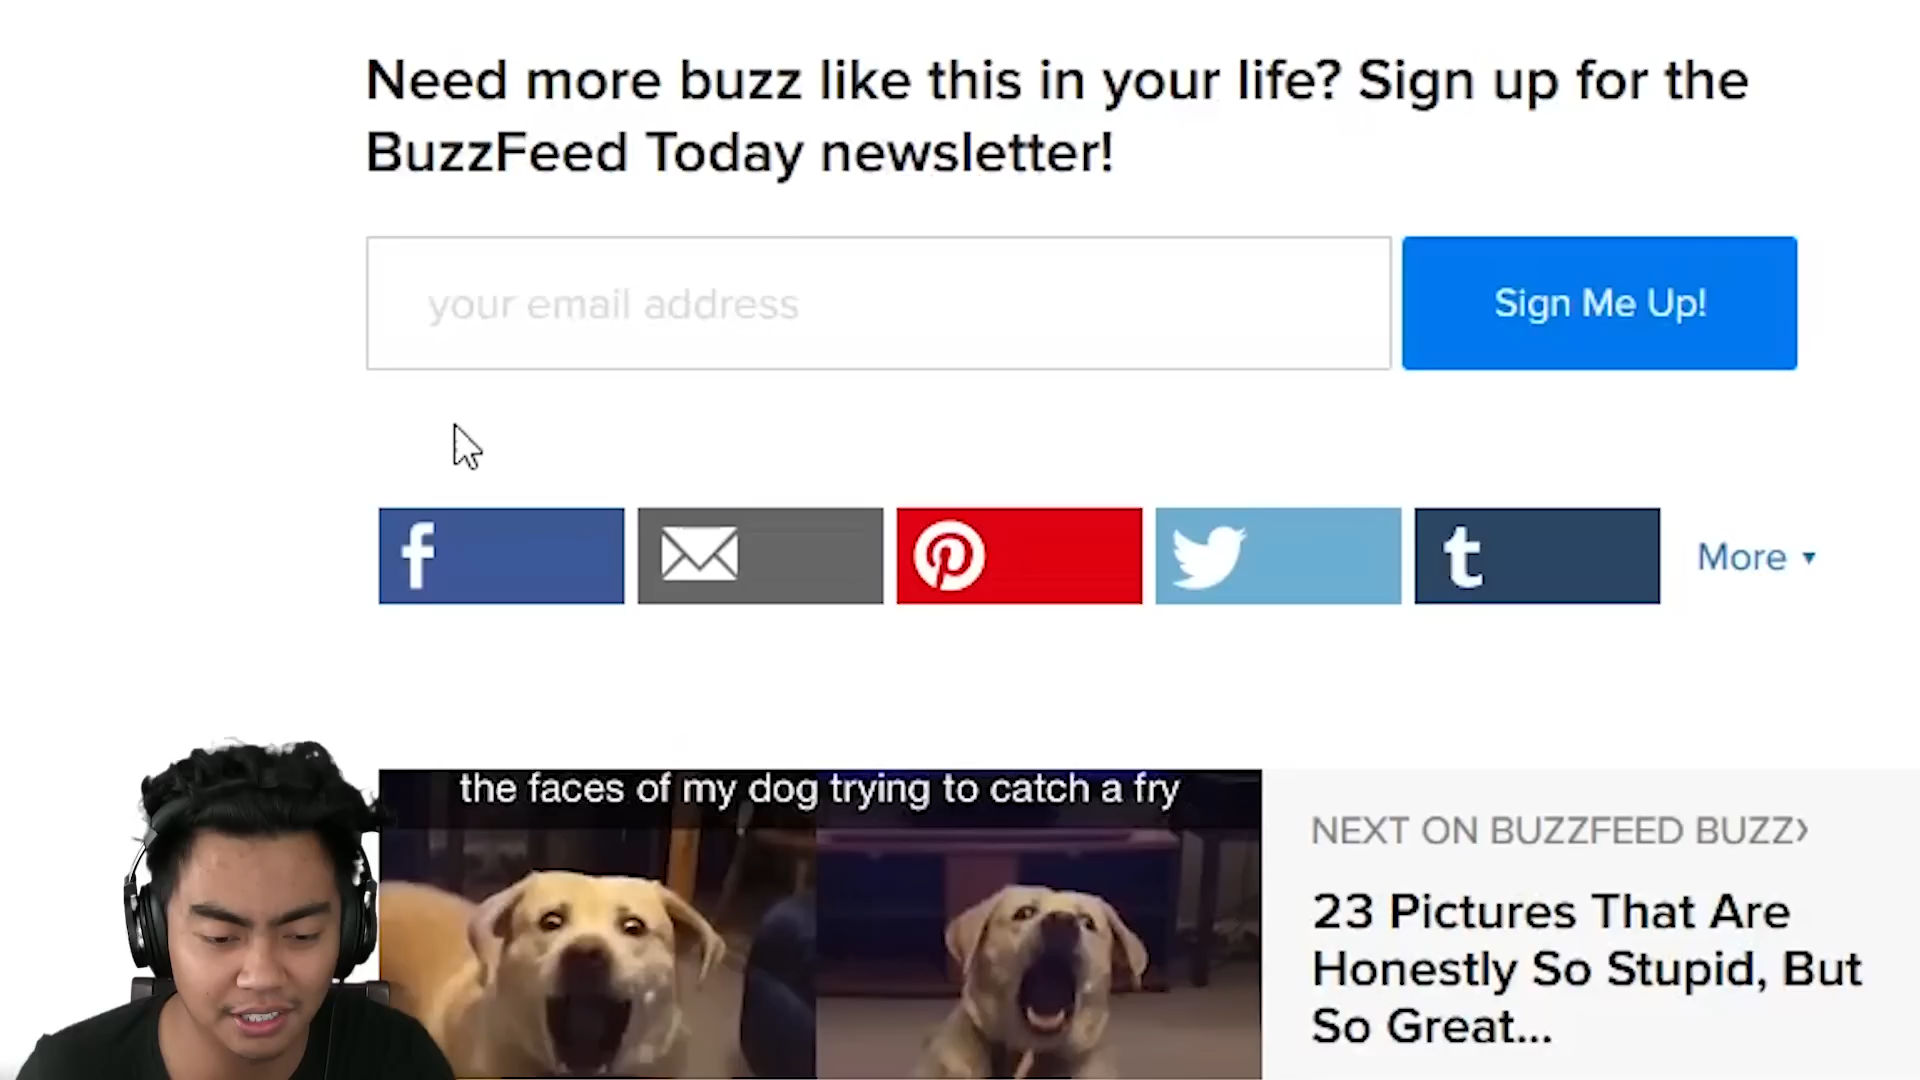 Need more buzz like this in your life? Sign up for the
BuzzFeed Today newsletter!
your email address
Sign Me Up!
More
the faces of my dog trying to catch a fry
NEXT ON BUZZFEED BUZZ›
23 Pictures That Are
Honestly So Stupid, But
So Great...